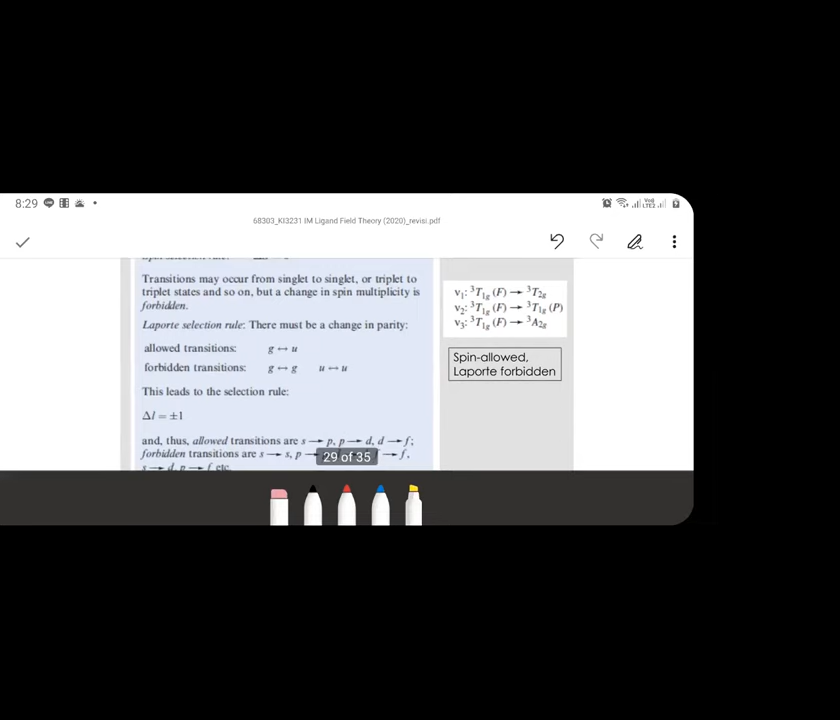 8:29
68303_KI3231 IM Ligand Field Theory (2020)_revisi.pdf
Transitions may occur from singlet to singlet, or triplet to
triplet states and so on, but a change in spin multiplicity is
forbidden.
Laporte selection rule: There must be a change in parity:
allowed transitions: g ↔ u
forbidden transitions: g ↔ g u ↔ u
This leads to the selection rule:
Δl = ±1
and, thus, allowed transitions are s → p, p → d, d → f;
forbidden transitions are s → s, p → → f,
s → d, p → f etc.
29 of 35
ν₁: ³T₁g (F) → ³T₂g
ν₂: ³T₁g (F) → ³T₁g (P)
ν₃: ³T₁g (F) → ³A₂g
Spin-allowed,
Laporte forbidden